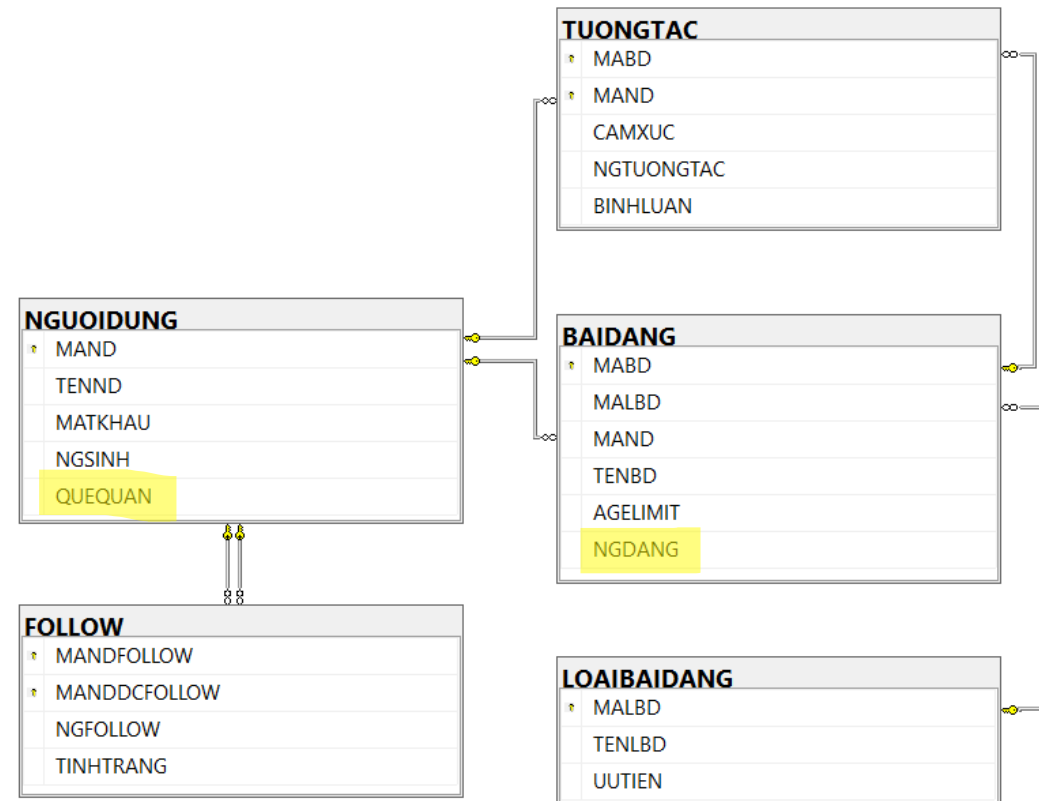 TUONGTAC
MABD
MAND
CAMXUC
NGTUONGTAC
BINHLUAN
NGUOIDUNG
MAND
TENND
MATKHAU
NGSINH
QUEQUAN
BAIDANG
MABD
MALBD
MAND
TENBD
AGELIMIT
NGDANG
FOLLOW
MANDFOLLOW
MANDDCFOLLOW
NGFOLLOW
TINHTRANG
LOAIBAIDANG
MALBD
TENLBD
UUTIEN